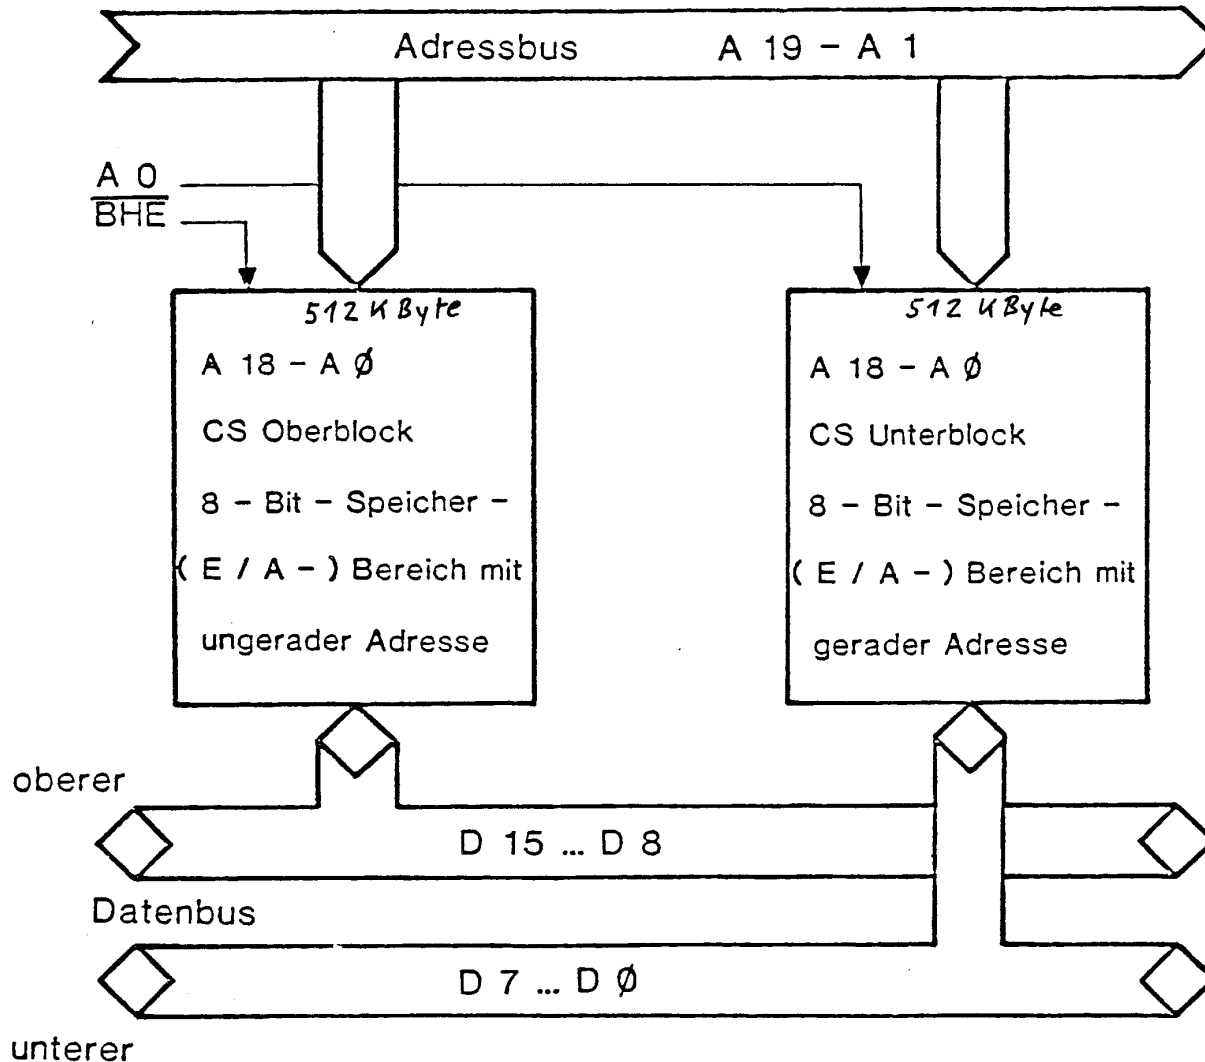 Adressbus A 19 - A 1
A 0
BHE
512 KByte
A 18 - A Ø
CS Oberblock
8 - Bit - Speicher -
( E / A - ) Bereich mit
ungerader Adresse
512 KByte
A 18 - A Ø
CS Unterblock
8 - Bit - Speicher -
( E / A - ) Bereich mit
gerader Adresse
oberer
D 15 ... D 8
Datenbus
D 7 ... D Ø
unterer